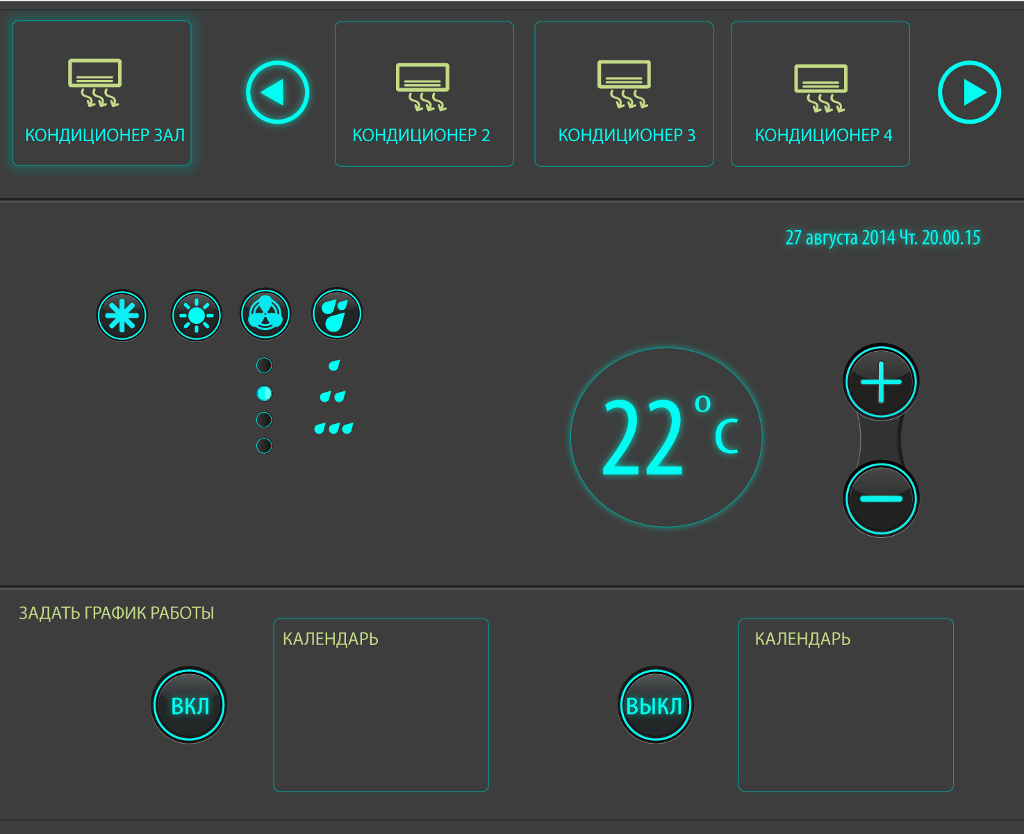 КОНДИЦИОНЕР ЗАЛ
КОНДИЦИОНЕР 2
КОНДИЦИОНЕР 3
КОНДИЦИОНЕР 4
27 августа 2014 Чт. 20.00.15
22 °C
ЗАДАТЬ ГРАФИК РАБОТЫ
ВКЛ
КАЛЕНДАРЬ
ВЫКЛ
КАЛЕНДАРЬ